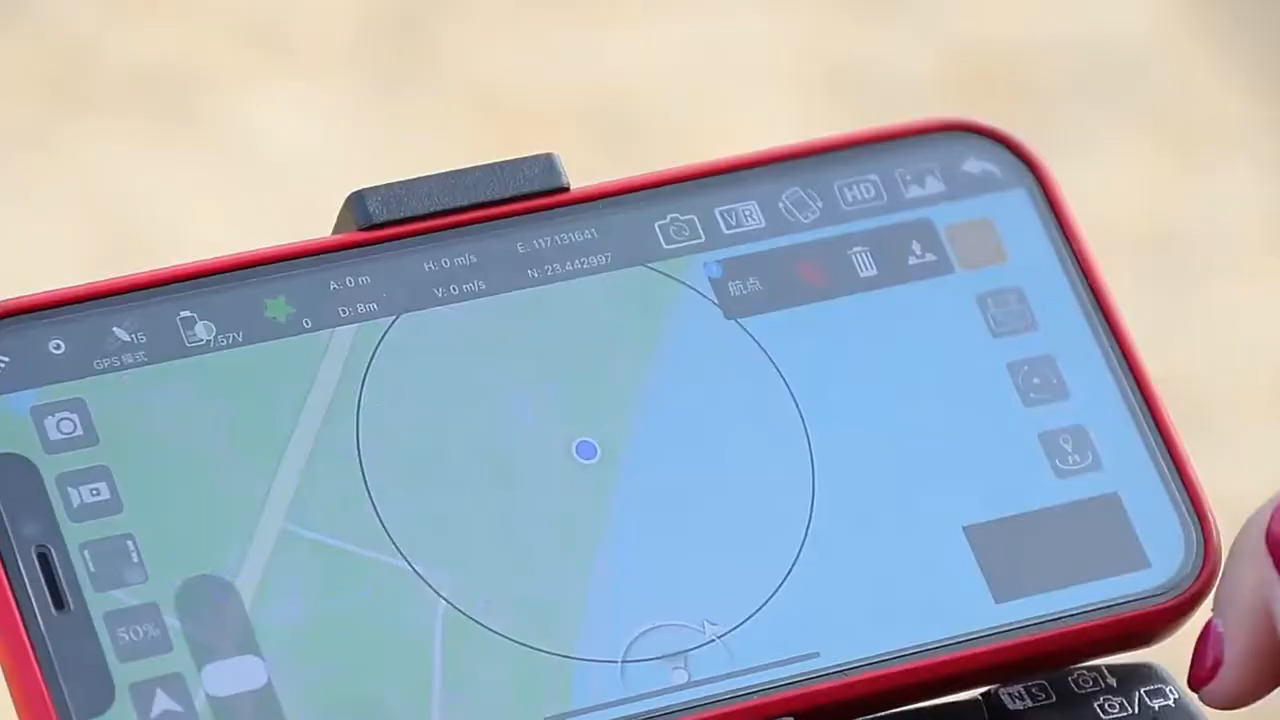 15
GPS 模式
7.57V
0
A: 0 m
D: 8m
H: 0 m/s
V: 0 m/s
E: 117.131641
N: 23.442997
VR
HD
航点
50%
N S